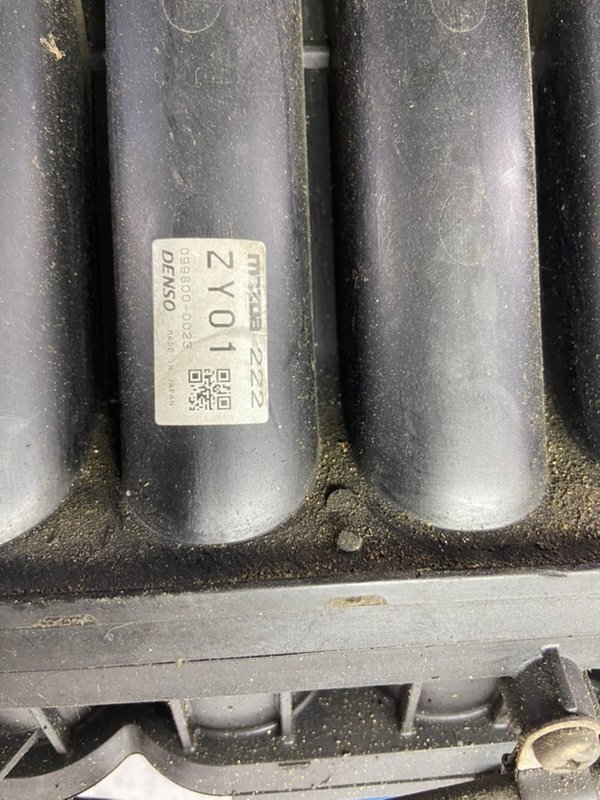 mazda 222
ZY01
099800-0023
DENSO MADE IN JAPAN